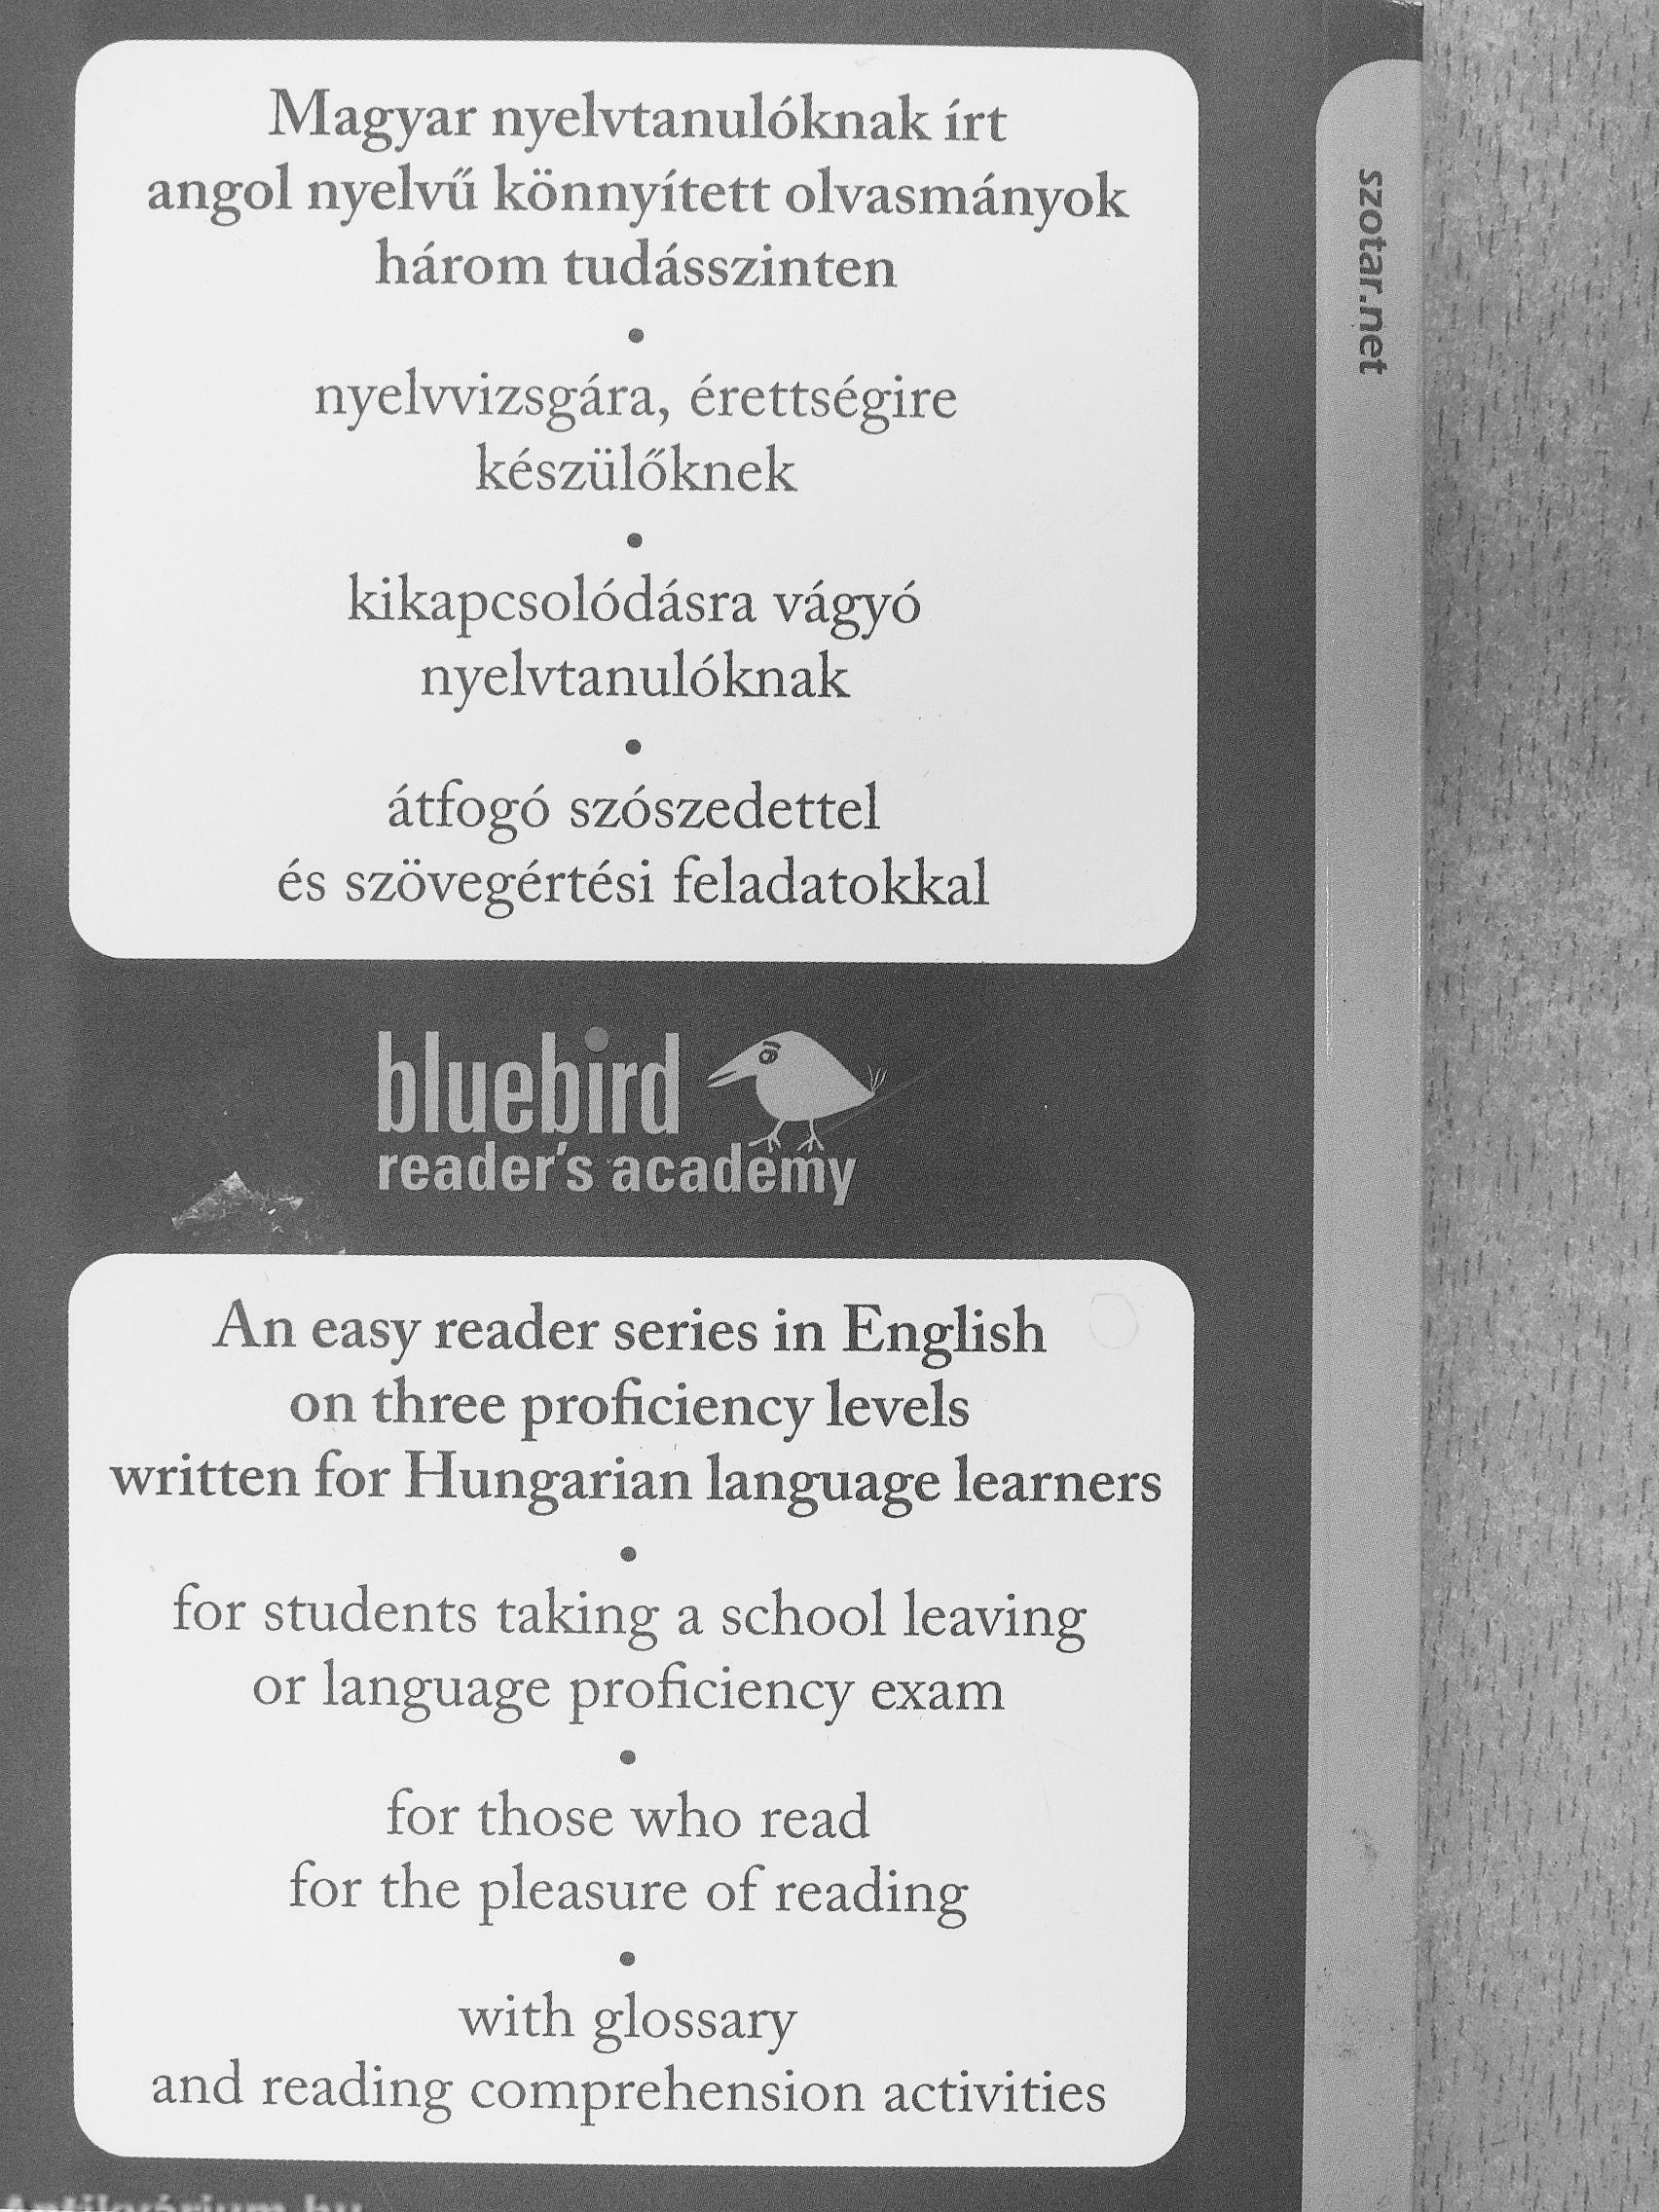 Magyar nyelvtanulóknak írt
angol nyelvű könnyített olvasmányok
három tudásszinten
•
nyelvvizsgára, érettségire
készülőknek
•
kikapcsolódásra vágyó
nyelvtanulóknak
•
átfogó szószedettel
és szövegértési feladatokkal
bluebird
reader's academy
An easy reader series in English
on three proficiency levels
written for Hungarian language learners
•
for students taking a school leaving
or language proficiency exam
•
for those who read
for the pleasure of reading
•
with glossary
and reading comprehension activities
szotar.net